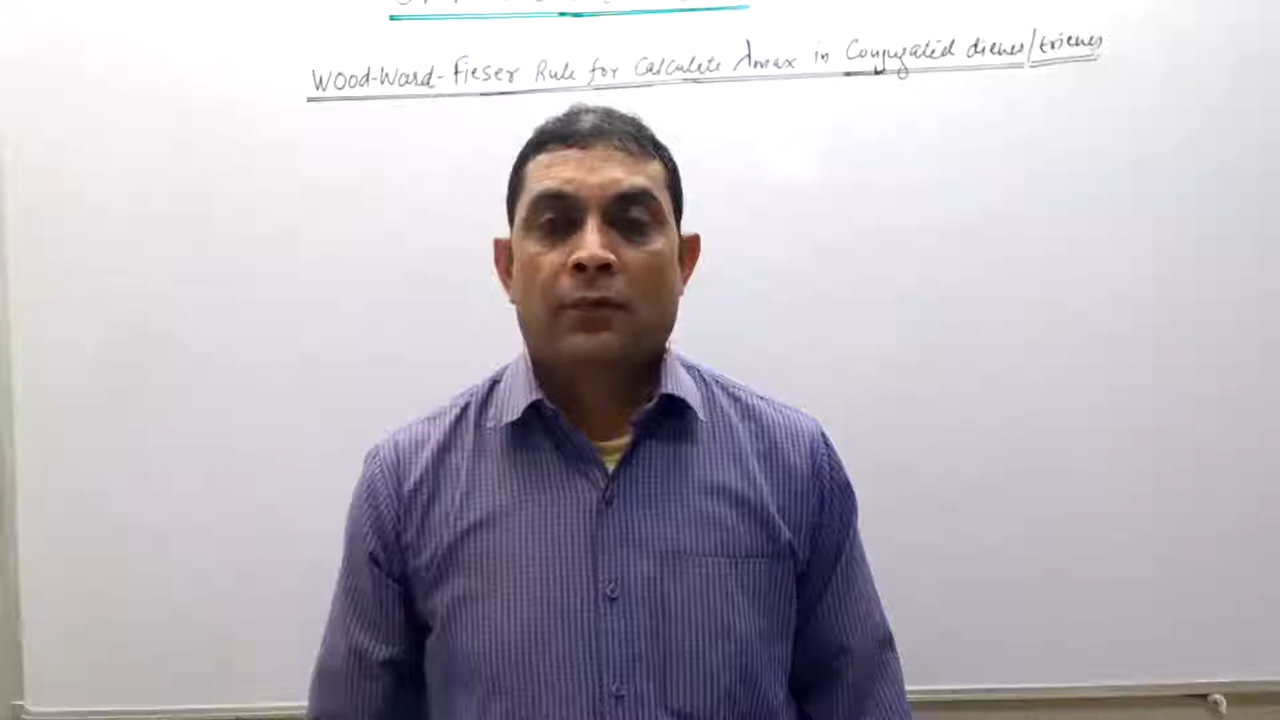 Wood-Ward-Fieser Rule for Calculate λmax in Conjugated dienes/trienes